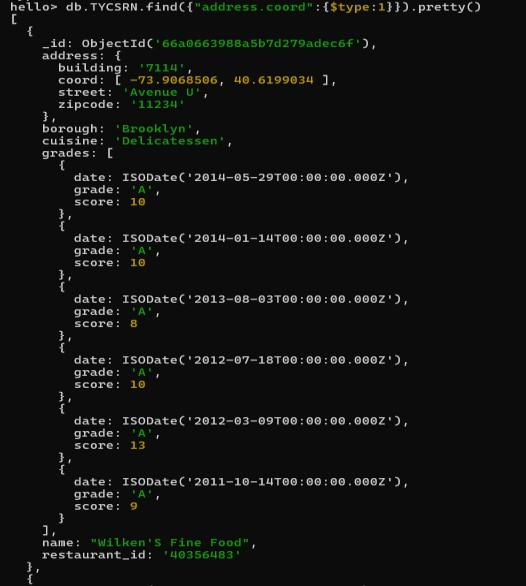 hello> db.TYCSRN.find({"address.coord":{$type:1}}).pretty()
[
  {
    _id: ObjectId('66a0663988a5b7d279adec6f'),
    address: {
      building: '7114',
      coord: [ -73.9068506, 40.6199034 ],
      street: 'Avenue U',
      zipcode: '11234'
    },
    borough: 'Brooklyn',
    cuisine: 'Delicatessen',
    grades: [
      {
        date: ISODate('2014-05-29T00:00:00.000Z'),
        grade: 'A',
        score: 10
      },
      {
        date: ISODate('2014-01-14T00:00:00.000Z'),
        grade: 'A',
        score: 10
      },
      {
        date: ISODate('2013-08-03T00:00:00.000Z'),
        grade: 'A',
        score: 8
      },
      {
        date: ISODate('2012-07-18T00:00:00.000Z'),
        grade: 'A',
        score: 10
      },
      {
        date: ISODate('2012-03-09T00:00:00.000Z'),
        grade: 'A',
        score: 13
      },
      {
        date: ISODate('2011-10-14T00:00:00.000Z'),
        grade: 'A',
        score: 9
      }
    ],
    name: "Wilken'S Fine Food",
    restaurant_id: '40356483'
  },
  {